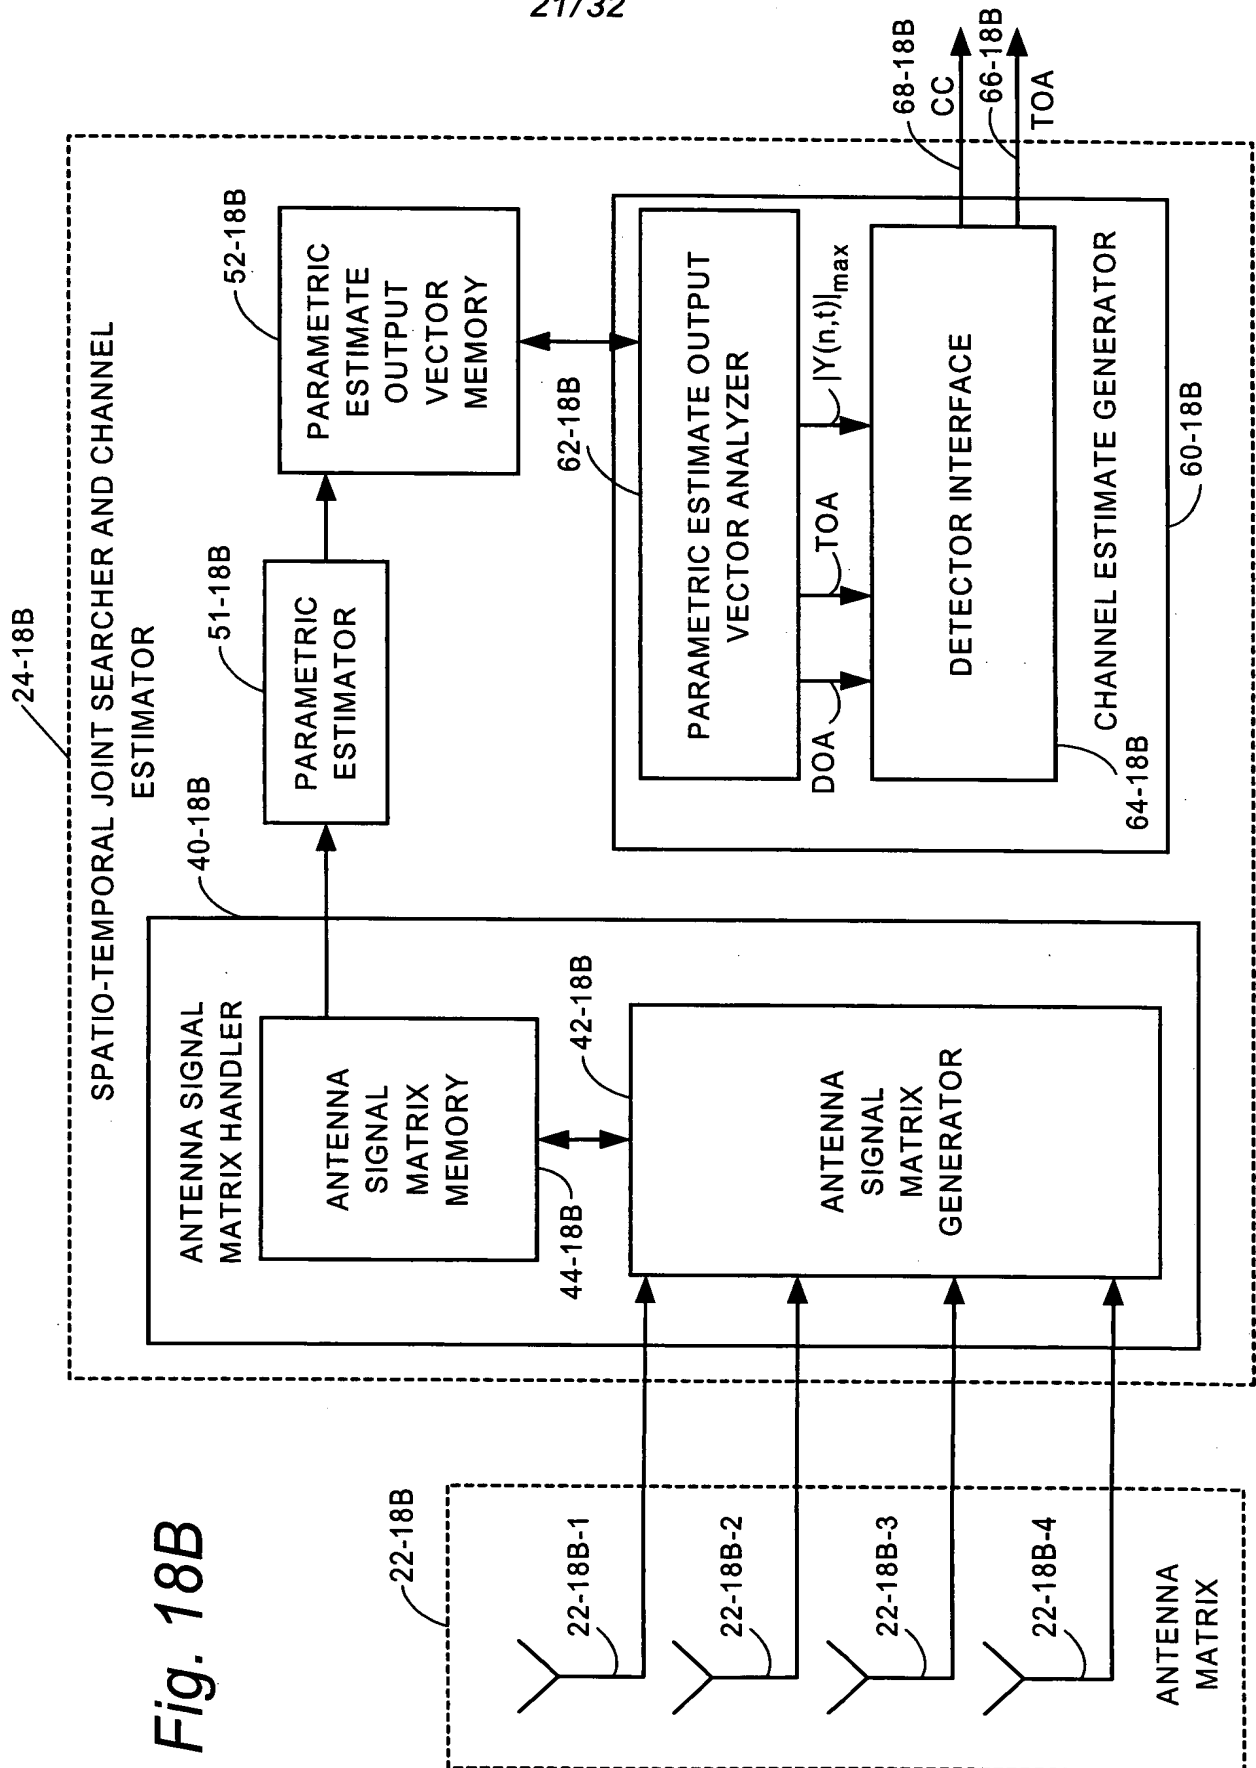 21/32
Fig. 18B
22-18B
22-18B-1
22-18B-2
22-18B-3
22-18B-4
ANTENNA
MATRIX
24-18B
SPATIO-TEMPORAL JOINT SEARCHER AND CHANNEL
ESTIMATOR
40-18B
ANTENNA SIGNAL
MATRIX HANDLER
ANTENNA
SIGNAL
MATRIX
MEMORY
44-18B
42-18B
ANTENNA
SIGNAL
MATRIX
GENERATOR
51-18B
PARAMETRIC
ESTIMATOR
52-18B
PARAMETRIC
ESTIMATE
OUTPUT
VECTOR
MEMORY
62-18B
PARAMETRIC ESTIMATE OUTPUT
VECTOR ANALYZER
DOA
TOA
|Y(n,t)|max
DETECTOR INTERFACE
64-18B
CHANNEL ESTIMATE GENERATOR
60-18B
68-18B
CC
66-18B
TOA